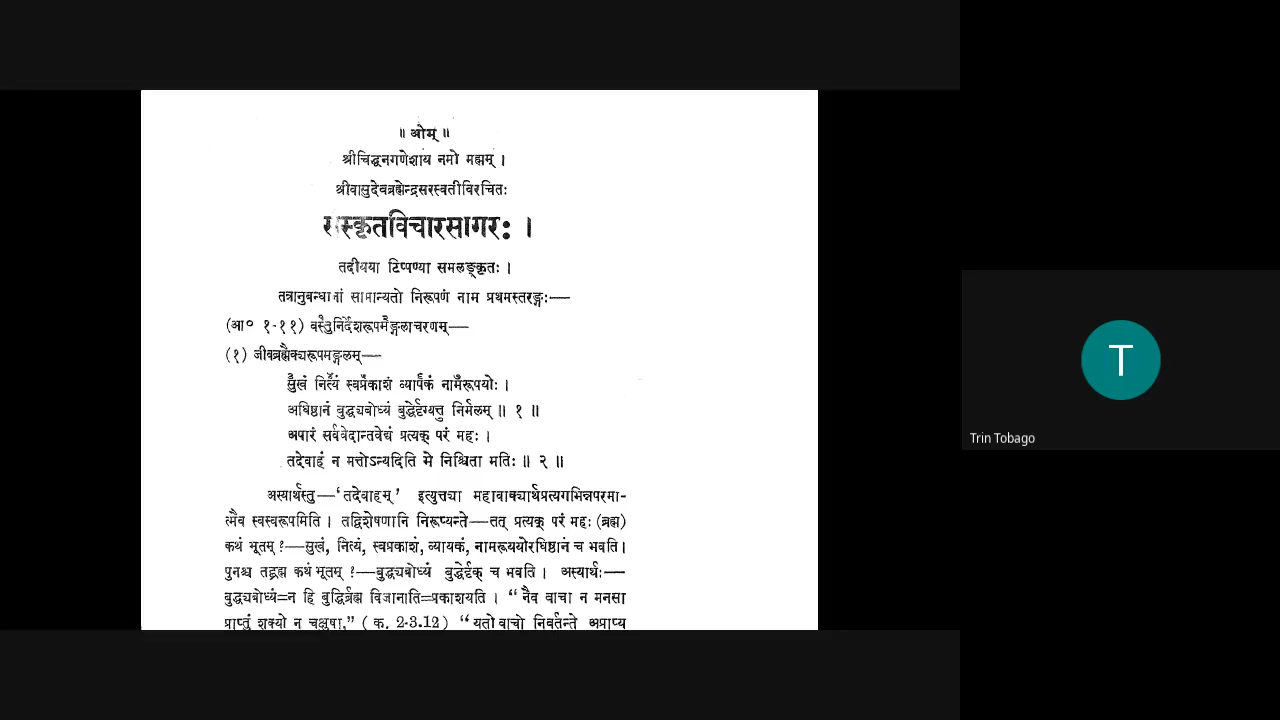 ॥ ओम् ॥
श्रीचिद्घनगणेशाय नमो मह्यम् ।
श्रीवासुदेवब्रह्मेन्द्रसरस्वतीविरचितः
संस्कृतविचारसागरः ।
तदीयया टिप्पण्या समलङ्कृतः ।
तत्रानुबन्धानां सामान्यतो निरूपणं नाम प्रथमस्तरङ्गः—
(आ० १-११) वस्तुनिर्देशरूपमङ्गलाचरणम्—
(१) जीवब्रह्मैक्यरूपमङ्गलम्—
सुखं नित्यं स्वप्रकाशं व्यापकं नामरूपयोः ।
अधिष्ठानं बुद्ध्यबोध्यं बुद्धेर्दृग्यत्तु निर्मलम् ॥ १ ॥
अपारं सर्ववेदान्तवेद्यं प्रत्यक् परं महः ।
तदेवाहं न मत्तोऽन्यदिति मे निश्चिता मतिः ॥ २ ॥
अस्यार्थस्तु—‘तदेवाहम्’ इत्युक्त्या महावाक्यार्थप्रत्यगभिन्नपरमा-
त्मैव स्वस्वरूपमिति । तद्विशेषणानि निरूप्यन्ते—तत् प्रत्यक् परं महः (ब्रह्म)
कथं भूतम् ?—सुखं, नित्यं, स्वप्रकाशं, व्यापकं, नामरूपयोरधिष्ठानं च भवति ।
पुनश्च तद्ब्रह्म कथं भूतम् ?—बुद्ध्यबोध्यं बुद्धेर्दृक् च भवति । अस्यार्थः—
बुद्ध्यबोध्यं=न हि बुद्धिर्ब्रह्म विजानाति=प्रकाशयति । “नैव वाचा न मनसा
प्राप्तुं शक्यो न चक्षुषा,” ( क. 2·3.12) “यतो वाचो निवर्तन्ते अप्राप्य
T
Trin Tobago